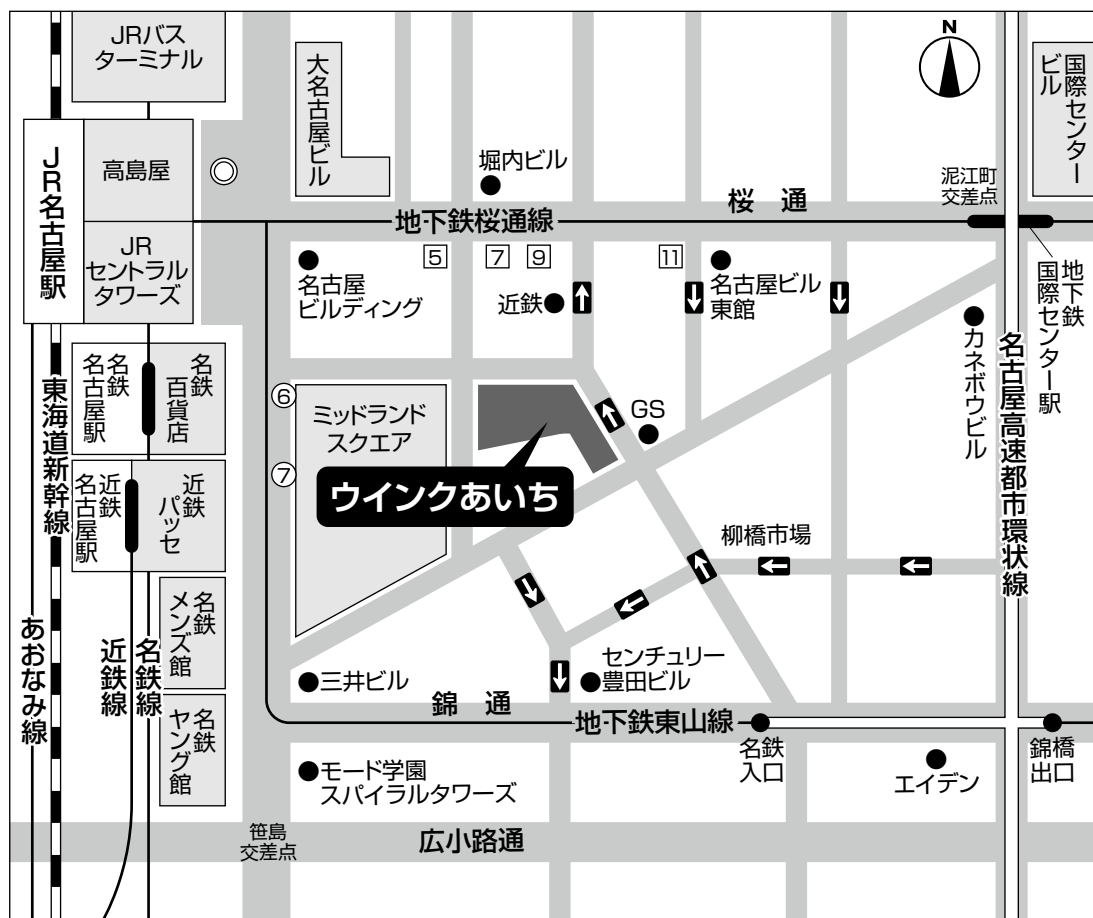 JRバス
ターミナル
大名古屋ビル
N
国際センター
ビル
JR名古屋駅
高島屋
堀内ビル
泥江町
交差点
桜通
地下鉄桜通線
JR
セントラル
タワーズ
5
7
9
11
名古屋
ビルディング
近鉄
名古屋ビル
東館
地下鉄
国際センター駅
カネボウビル
名古屋高速都市環状線
名鉄
名古屋駅
名鉄
百貨店
6
ミッドランド
スクエア
GS
7
ウインクあいち
東海道新幹線
近鉄
名古屋駅
近鉄
パッセ
柳橋市場
名鉄
メンズ館
あおなみ線
近鉄線
名鉄線
三井ビル
センチュリー
豊田ビル
錦通
地下鉄東山線
名鉄
ヤング館
名鉄
入口
錦橋
出口
エイデン
モード学園
スパイラルタワーズ
笹島
交差点
広小路通